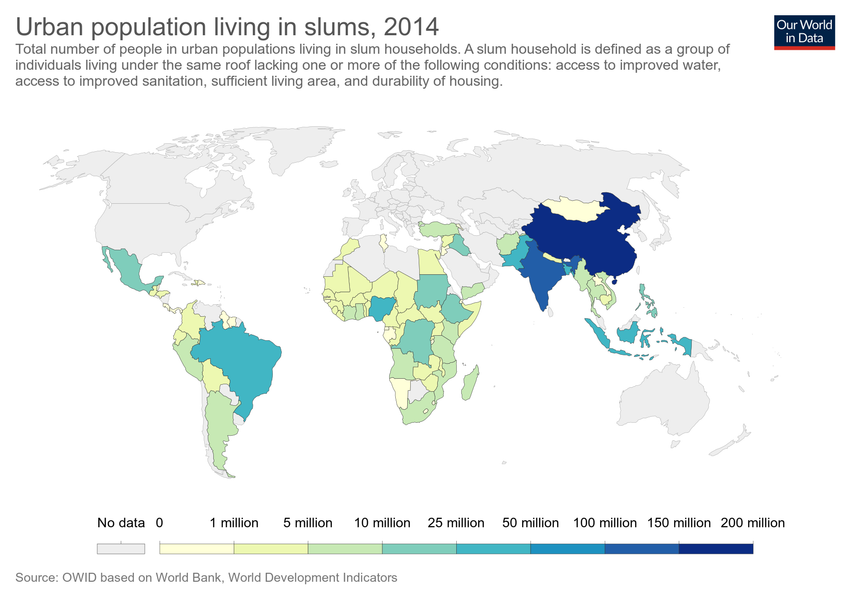 Urban population living in slums, 2014
Our World
in Data
Total number of people in urban populations living in slum households. A slum household is defined as a group of
individuals living under the same roof lacking one or more of the following conditions: access to improved water,
access to improved sanitation, sufficient living area, and durability of housing.
No data 0 1 million 5 million 10 million 25 million 50 million 100 million 150 million 200 million
Source: OWID based on World Bank, World Development Indicators